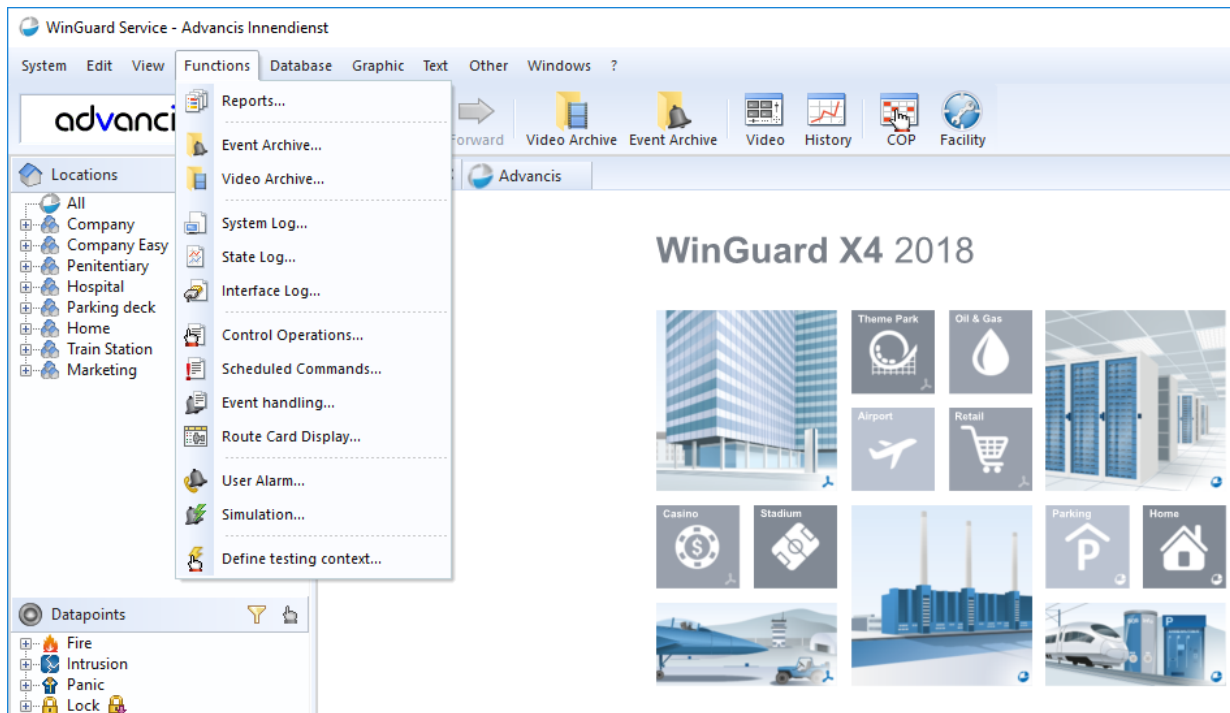 WinGuard Service - Advancis Innendienst
System Edit View Functions Database Graphic Text Other Windows ?
Forward Video Archive Event Archive Video History COP Facility
Reports...
Event Archive...
Video Archive...
System Log...
State Log...
Interface Log...
Control Operations...
Scheduled Commands...
Event handling...
Route Card Display...
User Alarm...
Simulation...
Define testing context...
Locations
All
Company
Company Easy
Penitentiary
Hospital
Parking deck
Home
Train Station
Marketing
Datapoints
Fire
Intrusion
Panic
Lock
Advancis
WinGuard X4 2018
Theme Park Oil & Gas
Airport Retail
Casino Stadium Parking Home
P
P